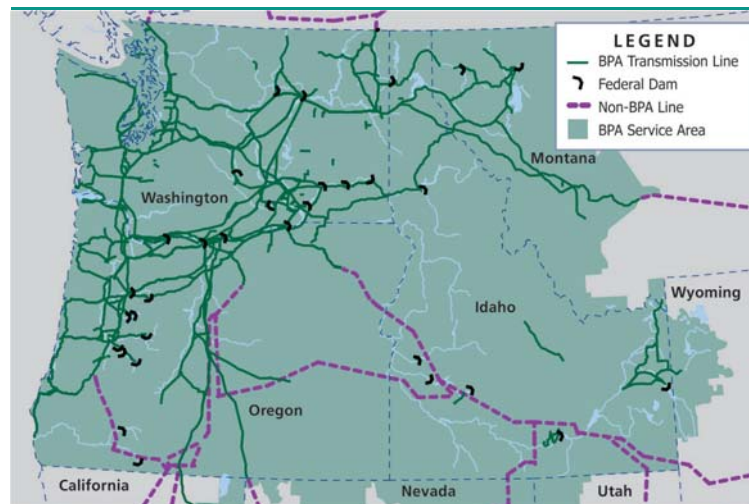 LEGEND
BPA Transmission Line
Federal Dam
Non-BPA Line
BPA Service Area
Montana
Washington
Wyoming
Idaho
Oregon
California
Nevada
Utah